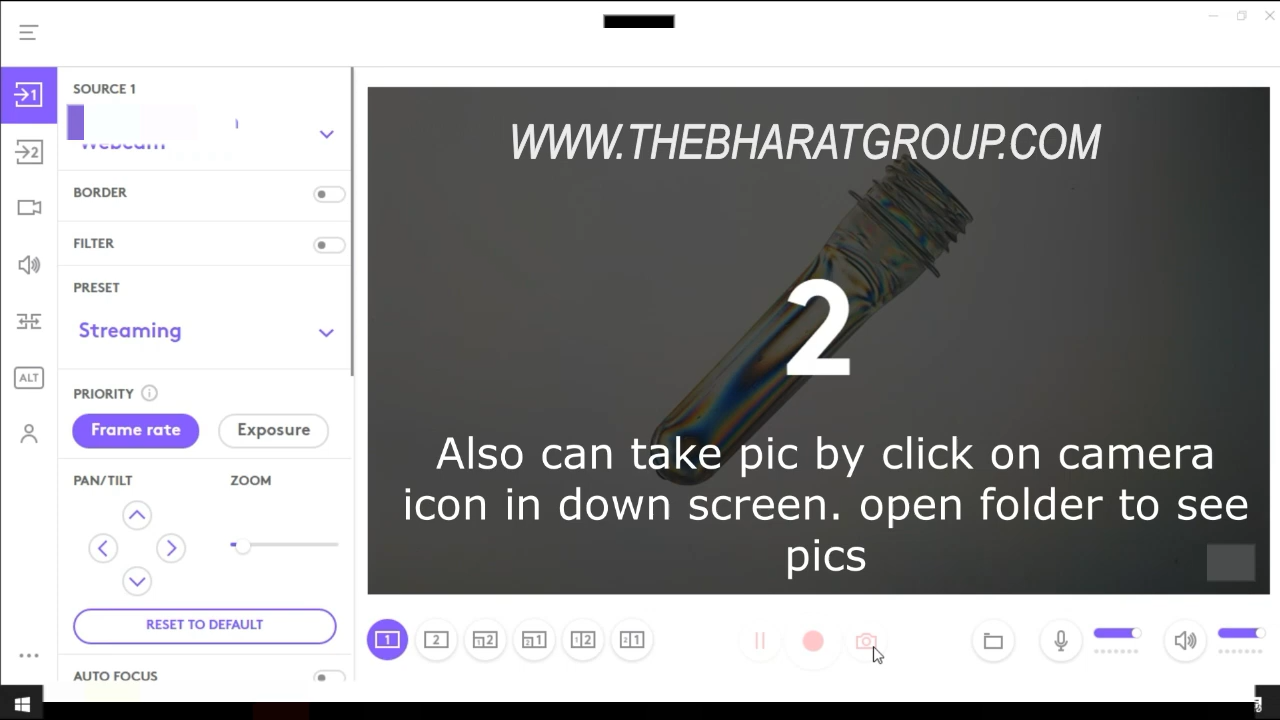 SOURCE 1
Webcam
BORDER
FILTER
PRESET
Streaming
PRIORITY
Frame rate
Exposure
PAN/TILT
ZOOM
RESET TO DEFAULT
AUTO FOCUS
ALT
WWW.THEBHARATGROUP.COM
2
Also can take pic by click on camera
icon in down screen. open folder to see
pics